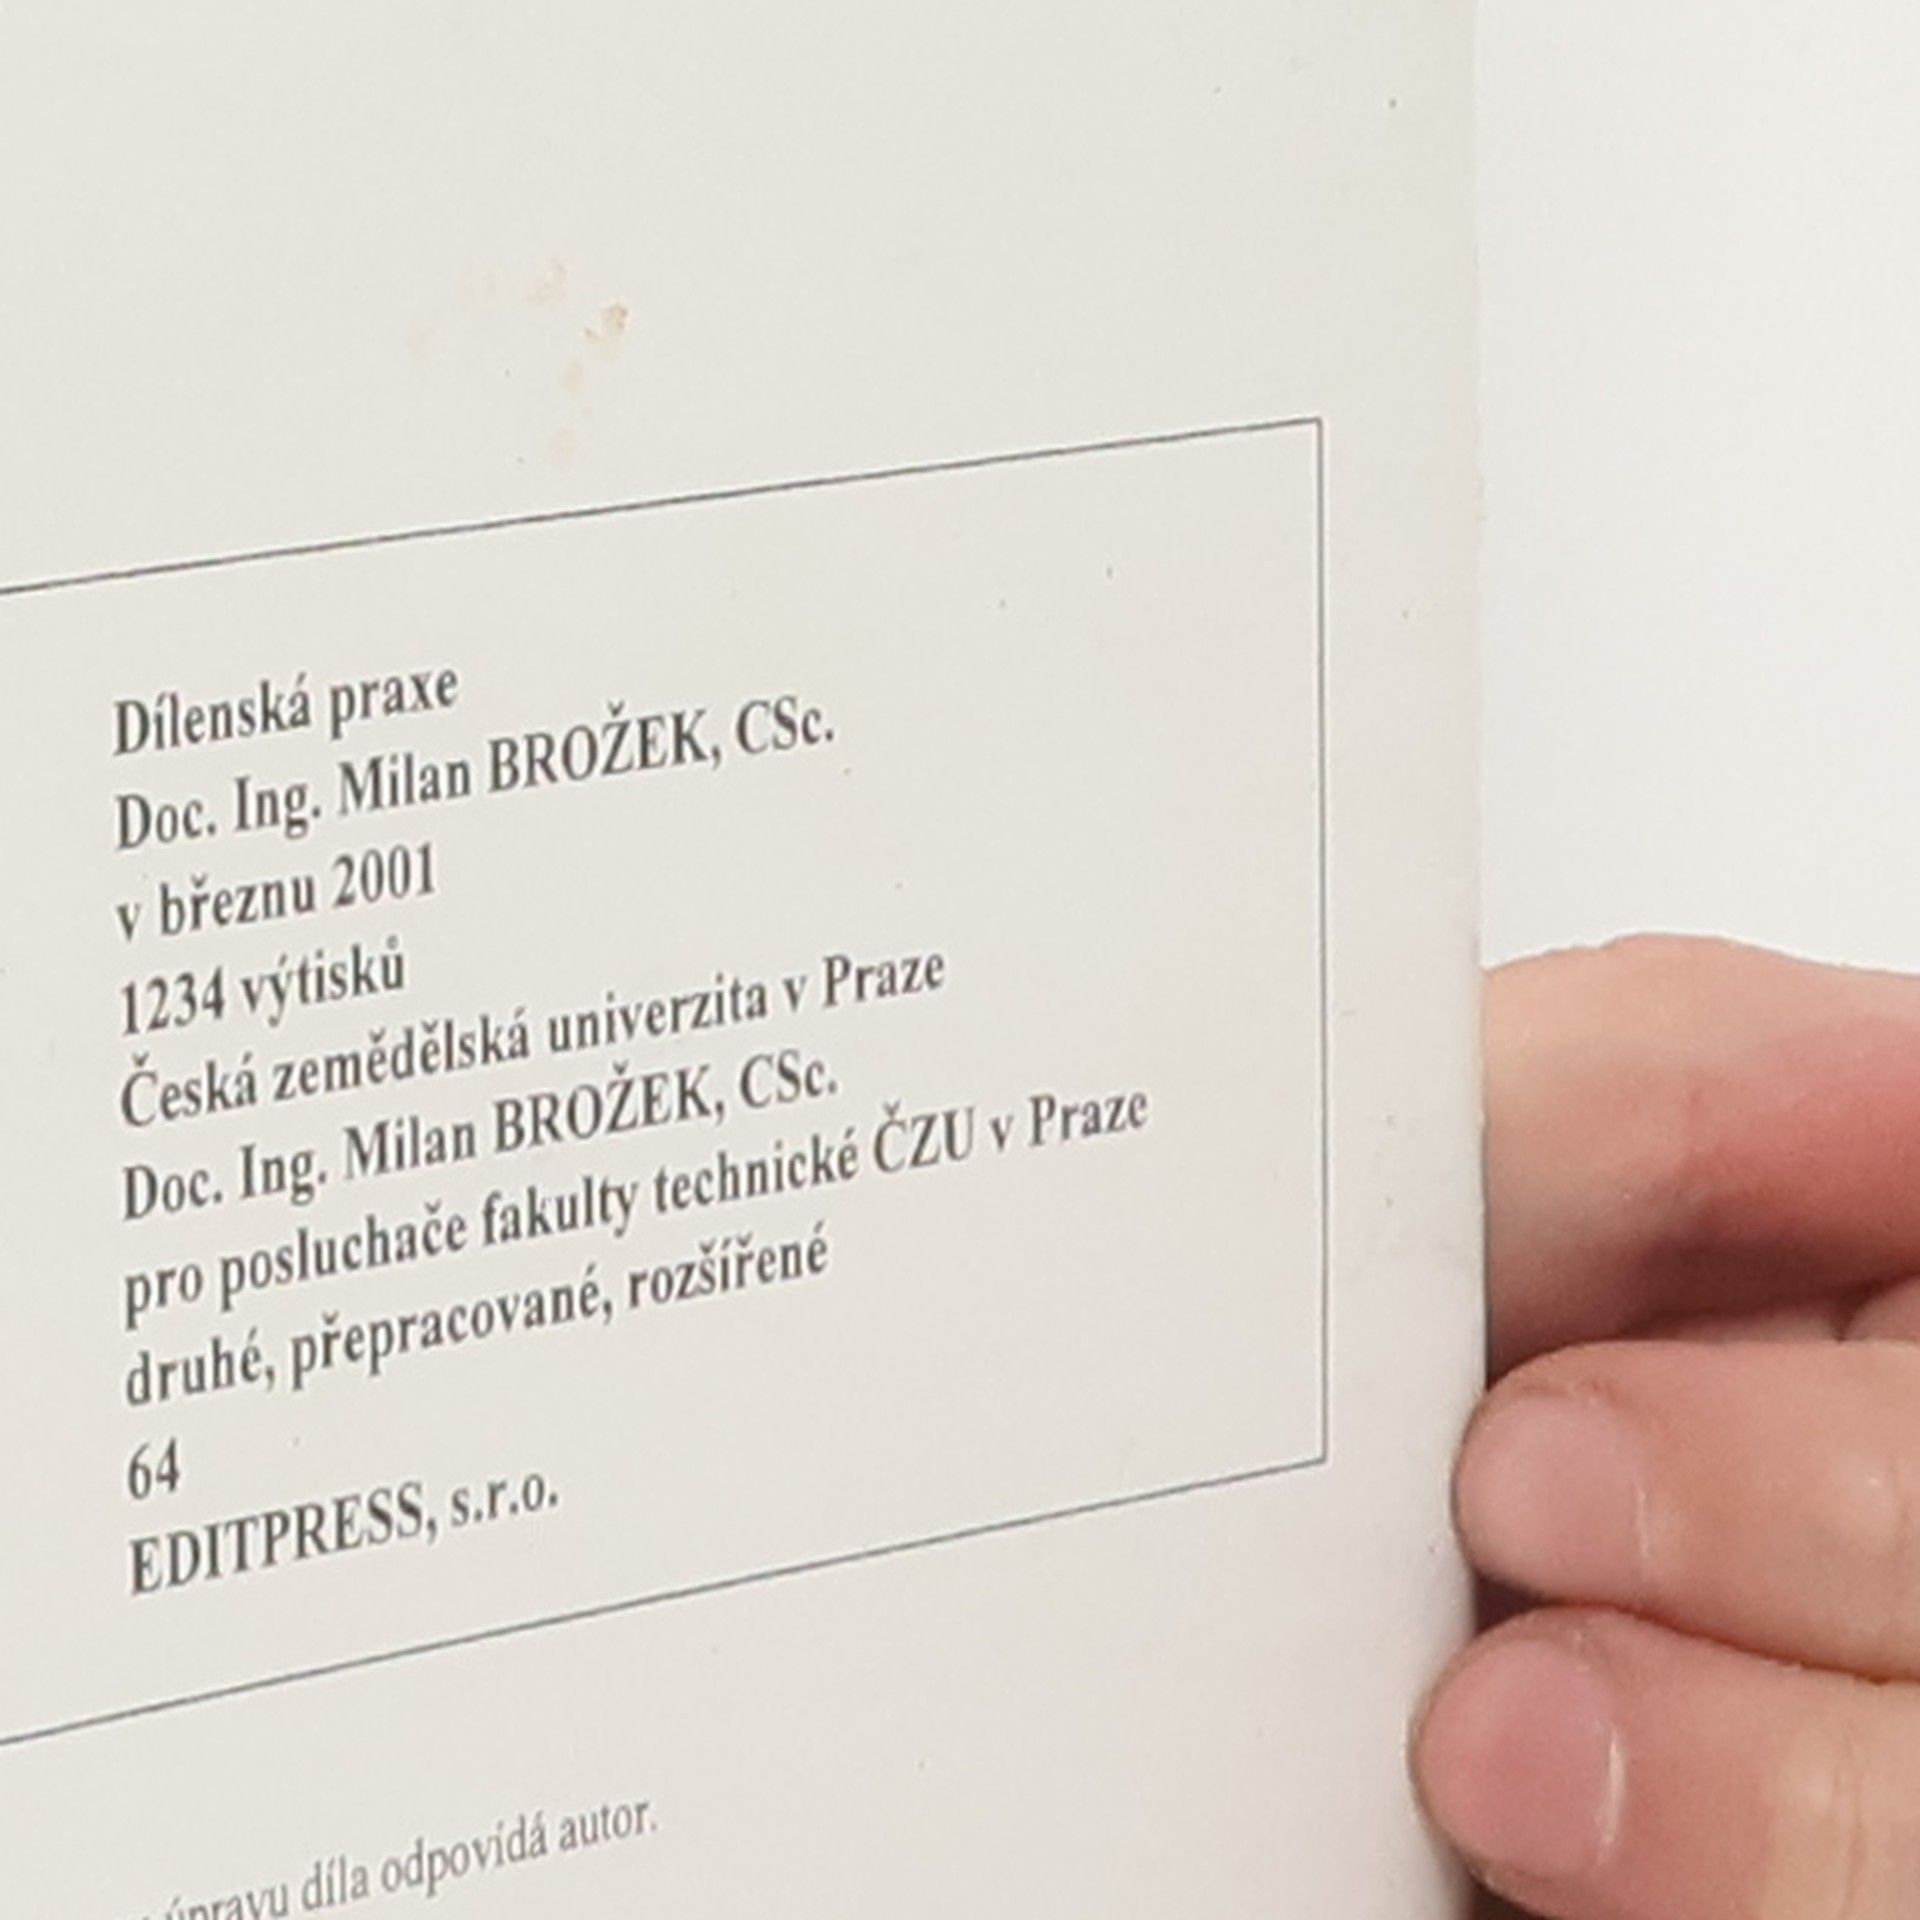 Dílenská praxe
Doc. Ing. Milan BROŽEK, CSc.
v březnu 2001
1234 výtisků
Česká zemědělská univerzita v Praze
Doc. Ing. Milan BROŽEK, CSc.
pro posluchače fakulty technické ČZU v Praze
druhé, přepracované, rozšířené
64
EDITPRESS, s.r.o.
úpravu díla odpovídá autor.